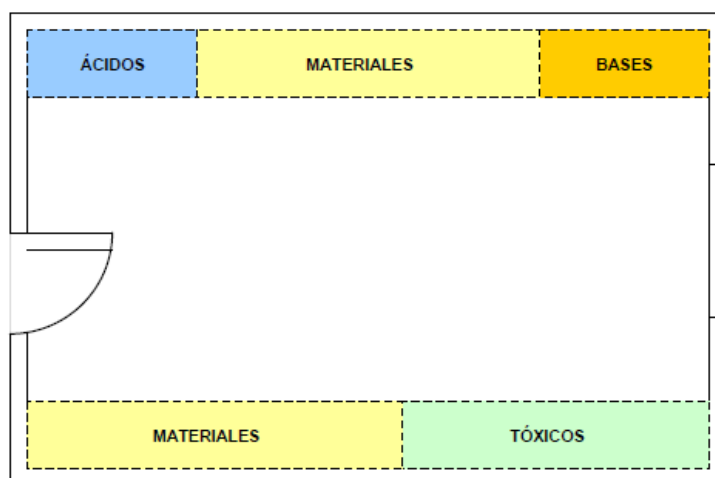 ÁCIDOS
MATERIALES
BASES
MATERIALES
TÓXICOS